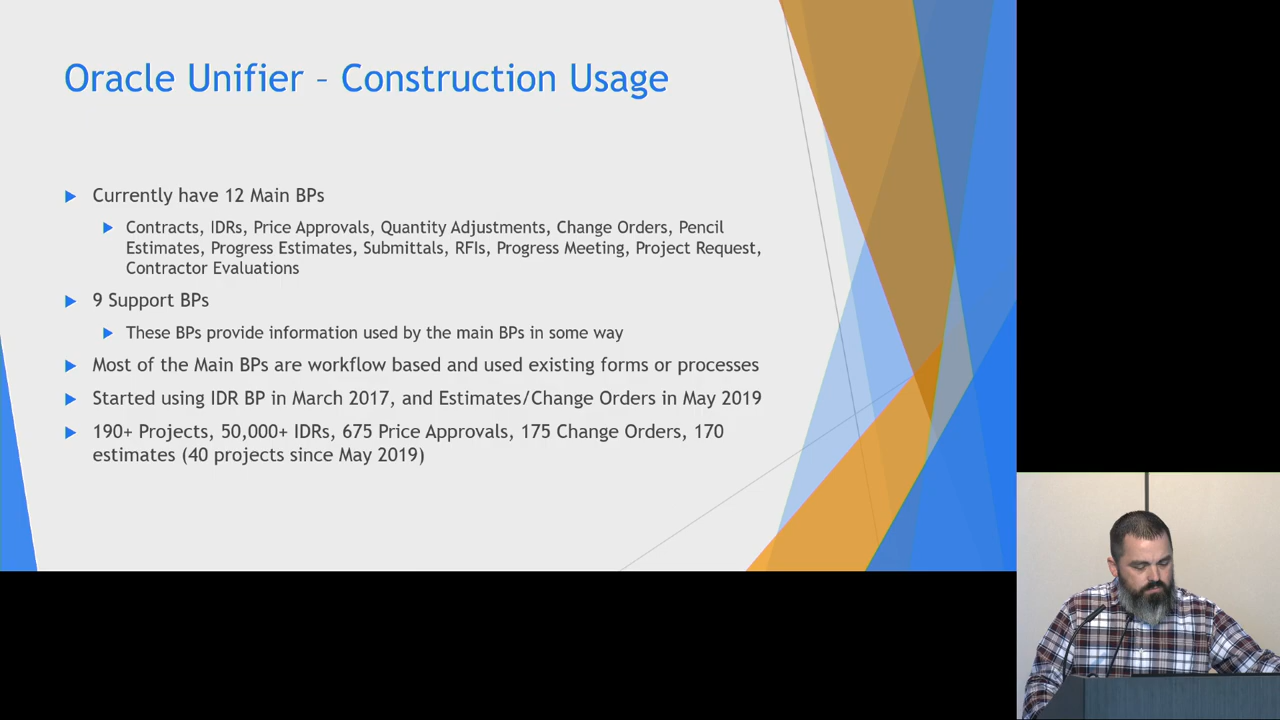 Oracle Unifier – Construction Usage
Currently have 12 Main BPs
Contracts, IDRs, Price Approvals, Quantity Adjustments, Change Orders, Pencil
Estimates, Progress Estimates, Submittals, RFIs, Progress Meeting, Project Request,
Contractor Evaluations
9 Support BPs
These BPs provide information used by the main BPs in some way
Most of the Main BPs are workflow based and used existing forms or processes
Started using IDR BP in March 2017, and Estimates/Change Orders in May 2019
190+ Projects, 50,000+ IDRs, 675 Price Approvals, 175 Change Orders, 170
estimates (40 projects since May 2019)